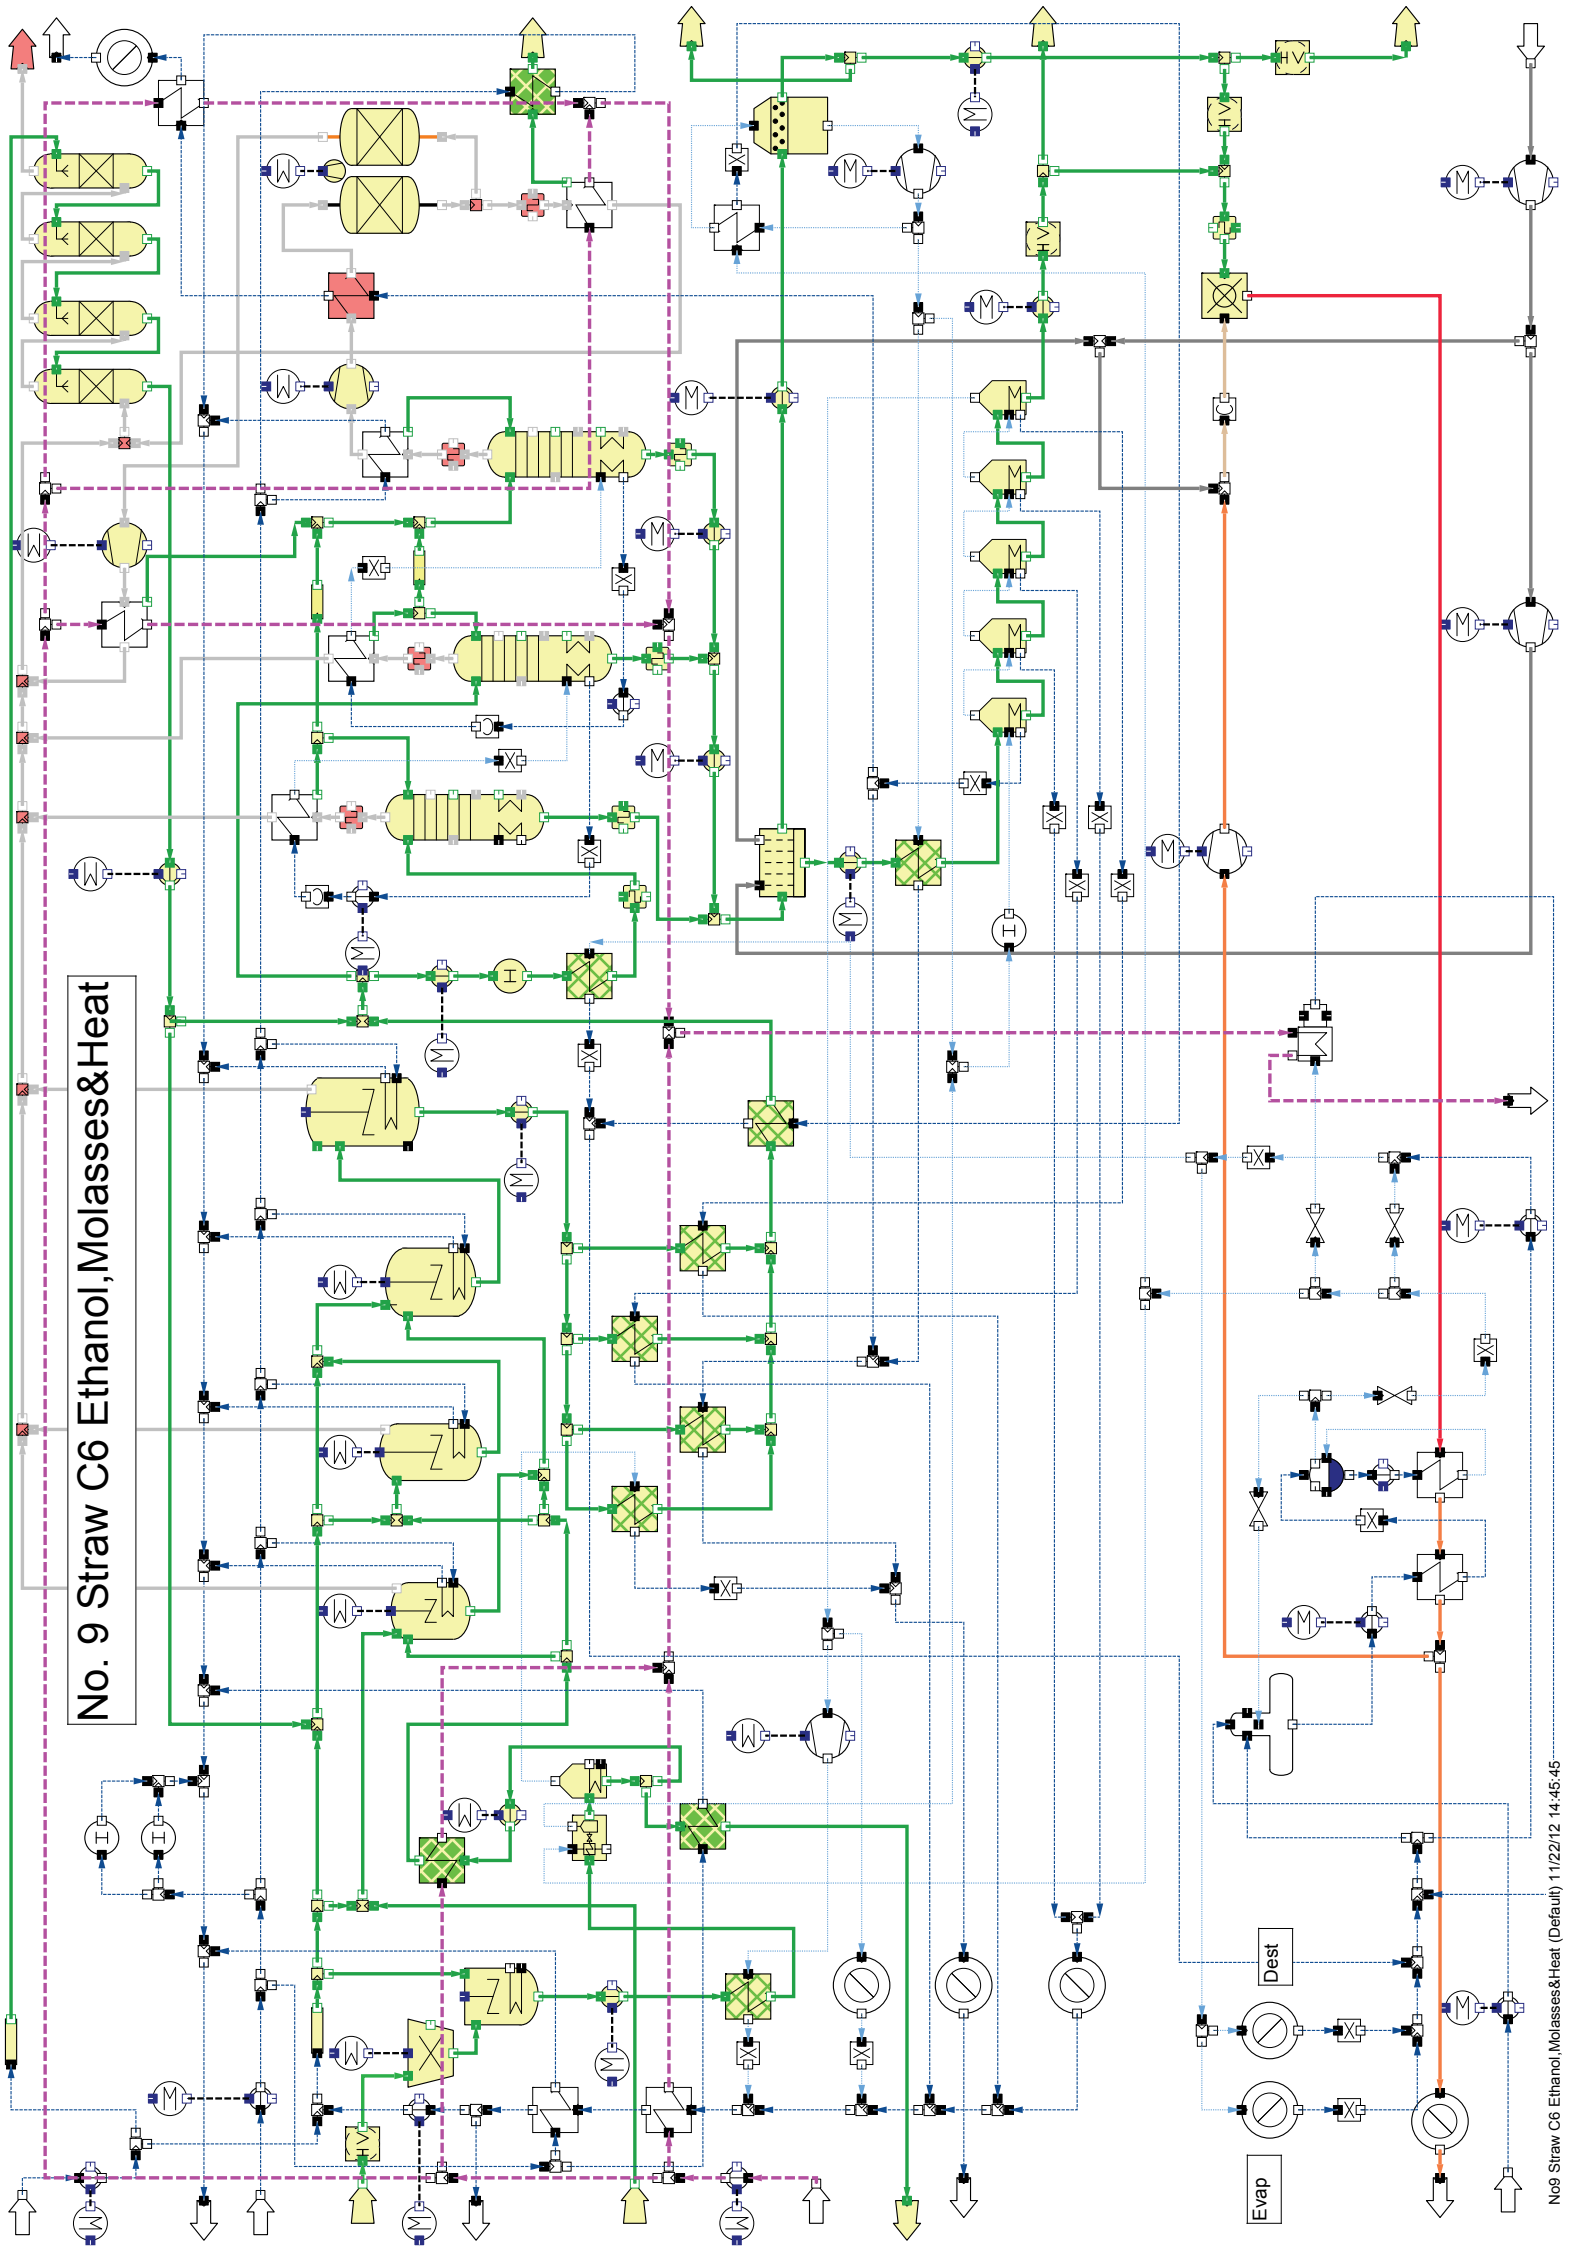 No. 9 Straw C6 Ethanol,Molasses&Heat
Dest
Evap
No9 Straw C6 Ethanol,Molasses&Heat (Default) 11/22/12 14:45:45